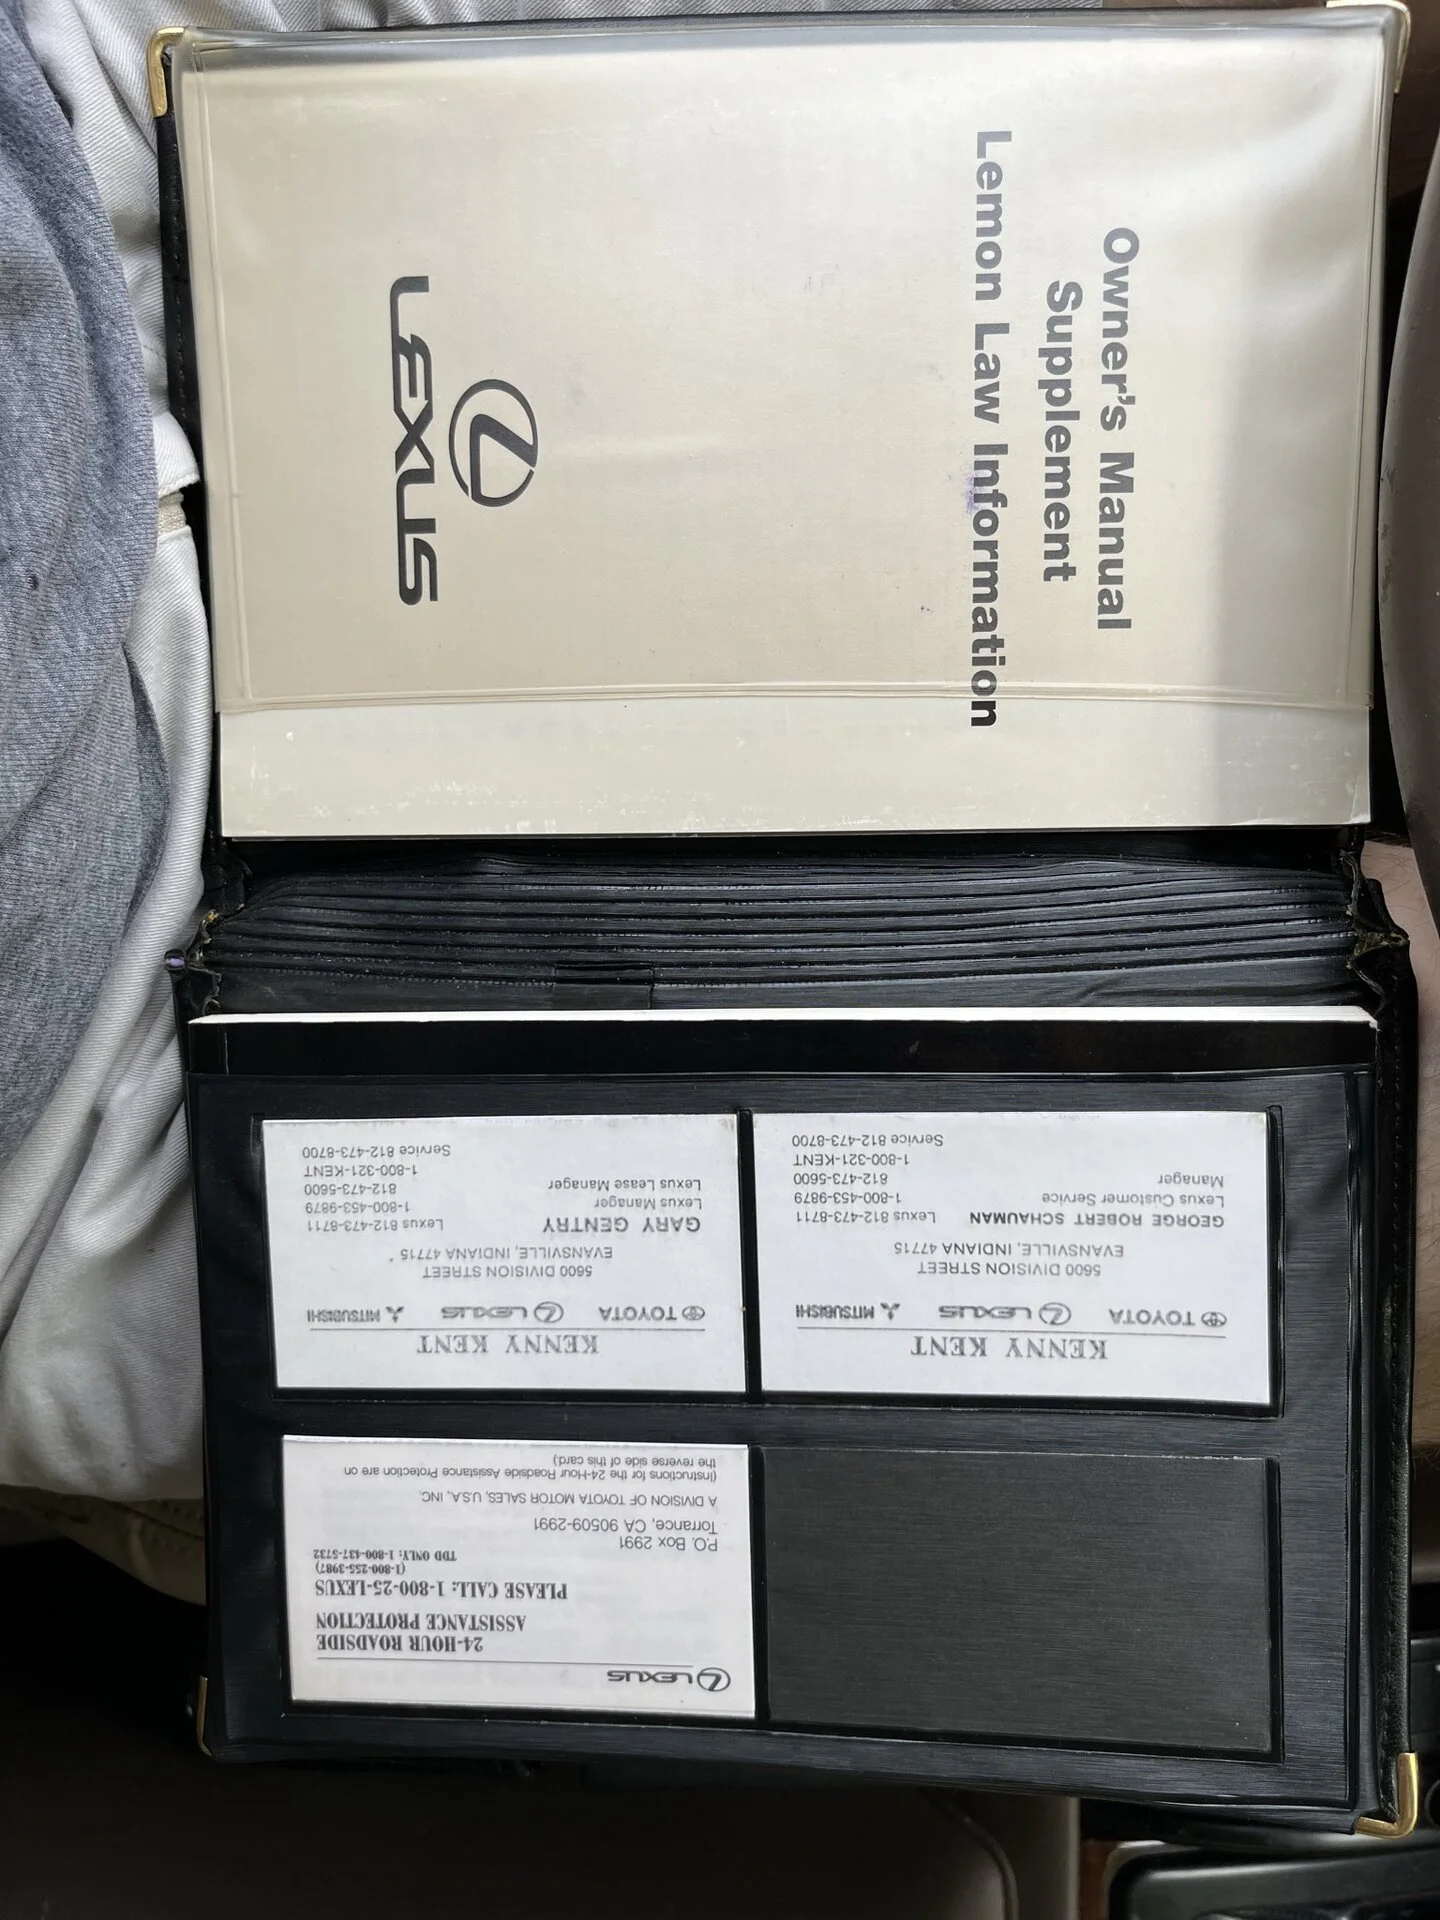 Owner's Manual
Supplement
Lemon Law Information
LEXUS
KENNY KENT
TOYOTA LEXUS MITSUBISHI
5600 DIVISION STREET
EVANSVILLE, INDIANA 47715
GEORGE ROBERT SCHAUMAN Lexus 812-473-8711
Lexus Customer Service 1-800-453-9879
Manager 812-473-5600
1-800-321-KENT
Service 812-473-8700
KENNY KENT
TOYOTA LEXUS MITSUBISHI
5600 DIVISION STREET
EVANSVILLE, INDIANA 47715
GARY GENTRY Lexus 812-473-8711
Lexus Manager 1-800-453-9879
Lexus Lease Manager 812-473-5600
1-800-321-KENT
Service 812-473-8700
LEXUS
24-HOUR ROADSIDE
ASSISTANCE PROTECTION
PLEASE CALL: 1-800-25-LEXUS
(1-800-255-3987)
TDD ONLY: 1-800-437-5732
P.O. Box 2991
Torrance, CA 90509-2991
A DIVISION OF TOYOTA MOTOR SALES, U.S.A., INC.
(Instructions for the 24-Hour Roadside Assistance Protection are on
the reverse side of this card.)